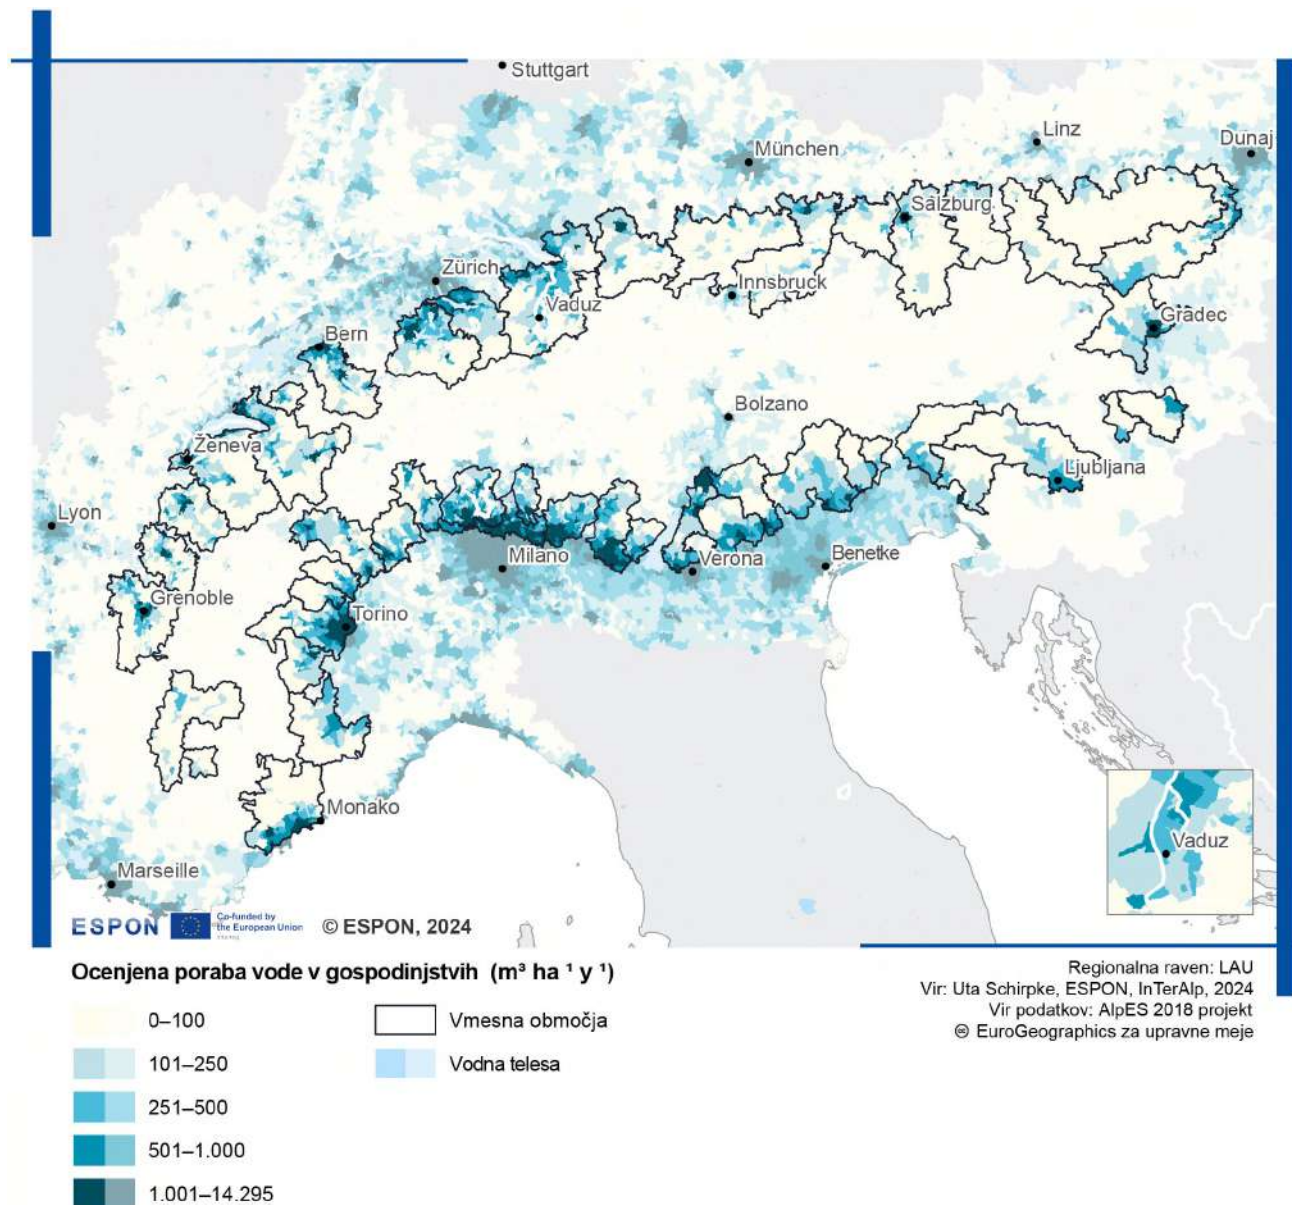 Stuttgart
Linz
Dunaj
München
Salzburg
Zürich
Innsbruck
Vaduz
Gradec
Bern
Bolzano
Ženeva
Ljubljana
Lyon
Milano
Verona
Benetke
Grenoble
Torino
Monako
Vaduz
Marseille
ESPON
Co-funded by
the European Union
© ESPON, 2024
Ocenjena poraba vode v gospodinjstvih (m³ ha ¹ y ¹)
0–100
101–250
251–500
501–1.000
1.001–14.295
Vmesna območja
Vodna telesa
Regionalna raven: LAU
Vir: Uta Schirpke, ESPON, InTerAlp, 2024
Vir podatkov: AlpES 2018 projekt
EuroGeographics za upravne meje